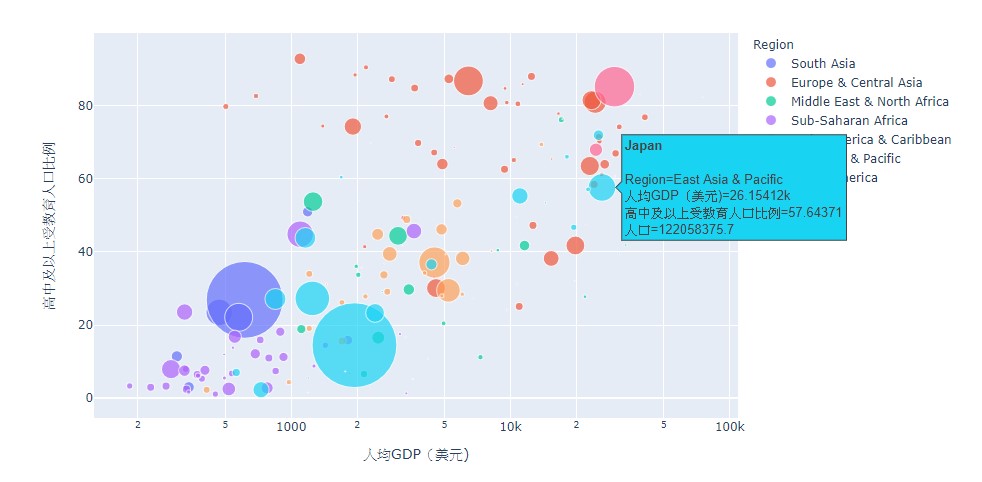 Region
South Asia
Europe & Central Asia
Middle East & North Africa
Sub-Saharan Africa
America & Caribbean
& Pacific
Japan
Region=East Asia & Pacific
人均GDP（美元)=26.15412k
高中及以上受教育人口比例=57.64371
人口=122058375.7
高中及以上受教育人口比例
80
60
40
20
0
2
5
1000
2
5
10k
2
5
100k
人均GDP（美元)